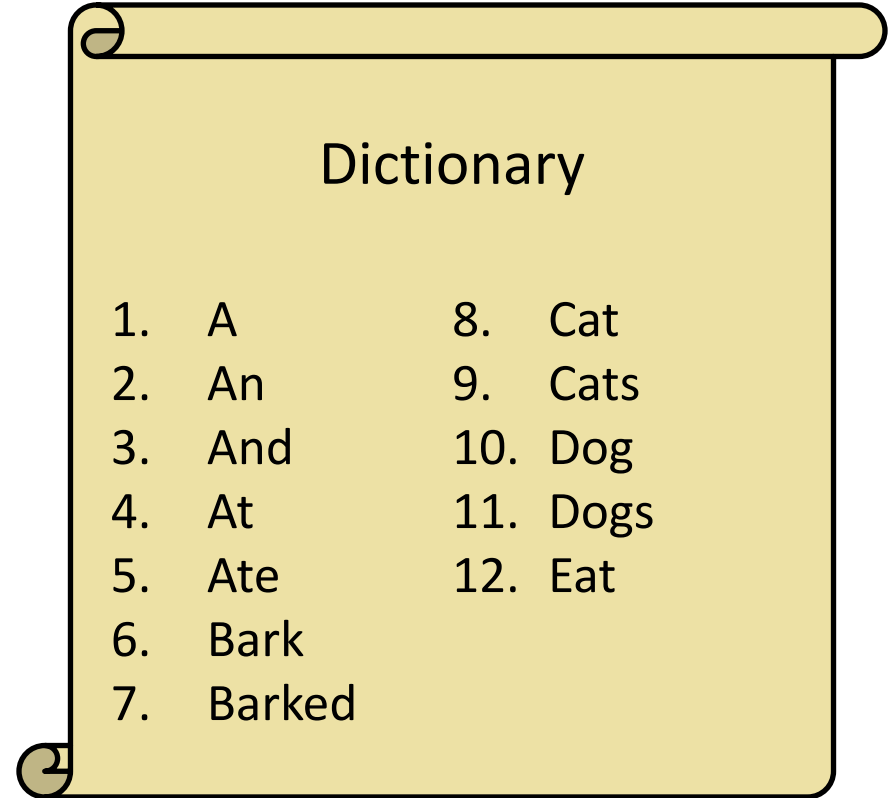 Dictionary
1. A
2. An
3. And
4. At
5. Ate
6. Bark
7. Barked
8. Cat
9. Cats
10. Dog
11. Dogs
12. Eat